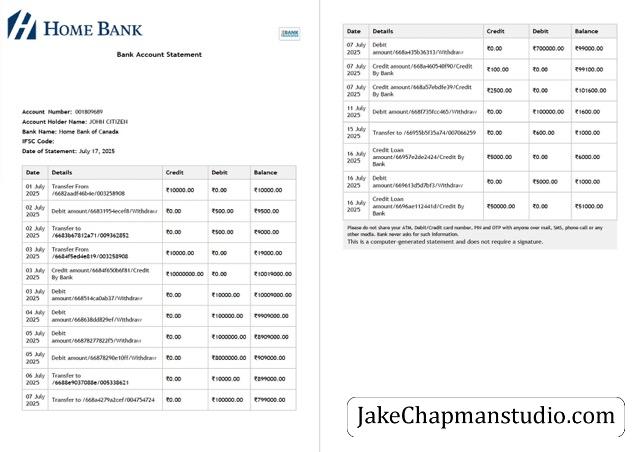 HOME BANK
BANK
Bank Account Statement
Account Number: 001809689
Account Holder Name: JOHN CITIZEN
Bank Name: Home Bank of Canada
IFSC Code:
Date of Statement: July 17, 2025
Date Details Credit Debit Balance
01 July 2025 Transfer From /6682aadf46b4e/003258908 ₹10000.00 ₹0.00 ₹10000.00
02 July 2025 Debit amount/66831954ecef8/Withdraw ₹0.00 ₹500.00 ₹9500.00
02 July 2025 Transfer to /6683b67812a71/009362852 ₹0.00 ₹500.00 ₹9000.00
03 July 2025 Transfer From /6684f5ed4e819/003258908 ₹10000.00 ₹0.00 ₹19000.00
03 July 2025 Credit amount/6684f650b6f81/Credit By Bank ₹10000000.00 ₹0.00 ₹10019000.00
03 July 2025 Debit amount/668514ca0ab37/Withdraw ₹0.00 ₹10000.00 ₹10009000.00
04 July 2025 Debit amount/668638dd829ef/Withdraw ₹0.00 ₹100000.00 ₹9909000.00
05 July 2025 Debit amount/66878277822f5/Withdraw ₹0.00 ₹1000000.00 ₹8909000.00
05 July 2025 Debit amount/66878290e10ff/Withdraw ₹0.00 ₹8000000.00 ₹909000.00
06 July 2025 Transfer to /6688e9037088e/005338621 ₹0.00 ₹10000.00 ₹899000.00
07 July 2025 Transfer to /668a4279a2cef/004754724 ₹0.00 ₹100000.00 ₹799000.00
Date Details Credit Debit Balance
07 July 2025 Debit amount/668a435b36313/Withdraw ₹0.00 ₹700000.00 ₹99000.00
07 July 2025 Credit amount/668a460540f90/Credit By Bank ₹100.00 ₹0.00 ₹99100.00
07 July 2025 Credit amount/668a57ebdfe39/Credit By Bank ₹2500.00 ₹0.00 ₹101600.00
11 July 2025 Debit amount/668f735fcc465/Withdraw ₹0.00 ₹100000.00 ₹1600.00
15 July 2025 Transfer to /66955b5f35a74/007066259 ₹0.00 ₹600.00 ₹1000.00
16 July 2025 Credit Loan amount/66957e2de2424/Credit By Bank ₹5000.00 ₹0.00 ₹6000.00
16 July 2025 Debit amount/669613d5d7bf3/Withdraw ₹0.00 ₹5000.00 ₹1000.00
16 July 2025 Credit Loan amount/6696ae112441d/Credit By Bank ₹50000.00 ₹0.00 ₹51000.00
Please do not share your ATM, Debit/Credit card number, PIN and OTP with anyone over mail, SMS, phone call or any
other media. Bank never asks for such information.
This is a computer-generated statement and does not require a signature.
JakeChapmanstudio.com